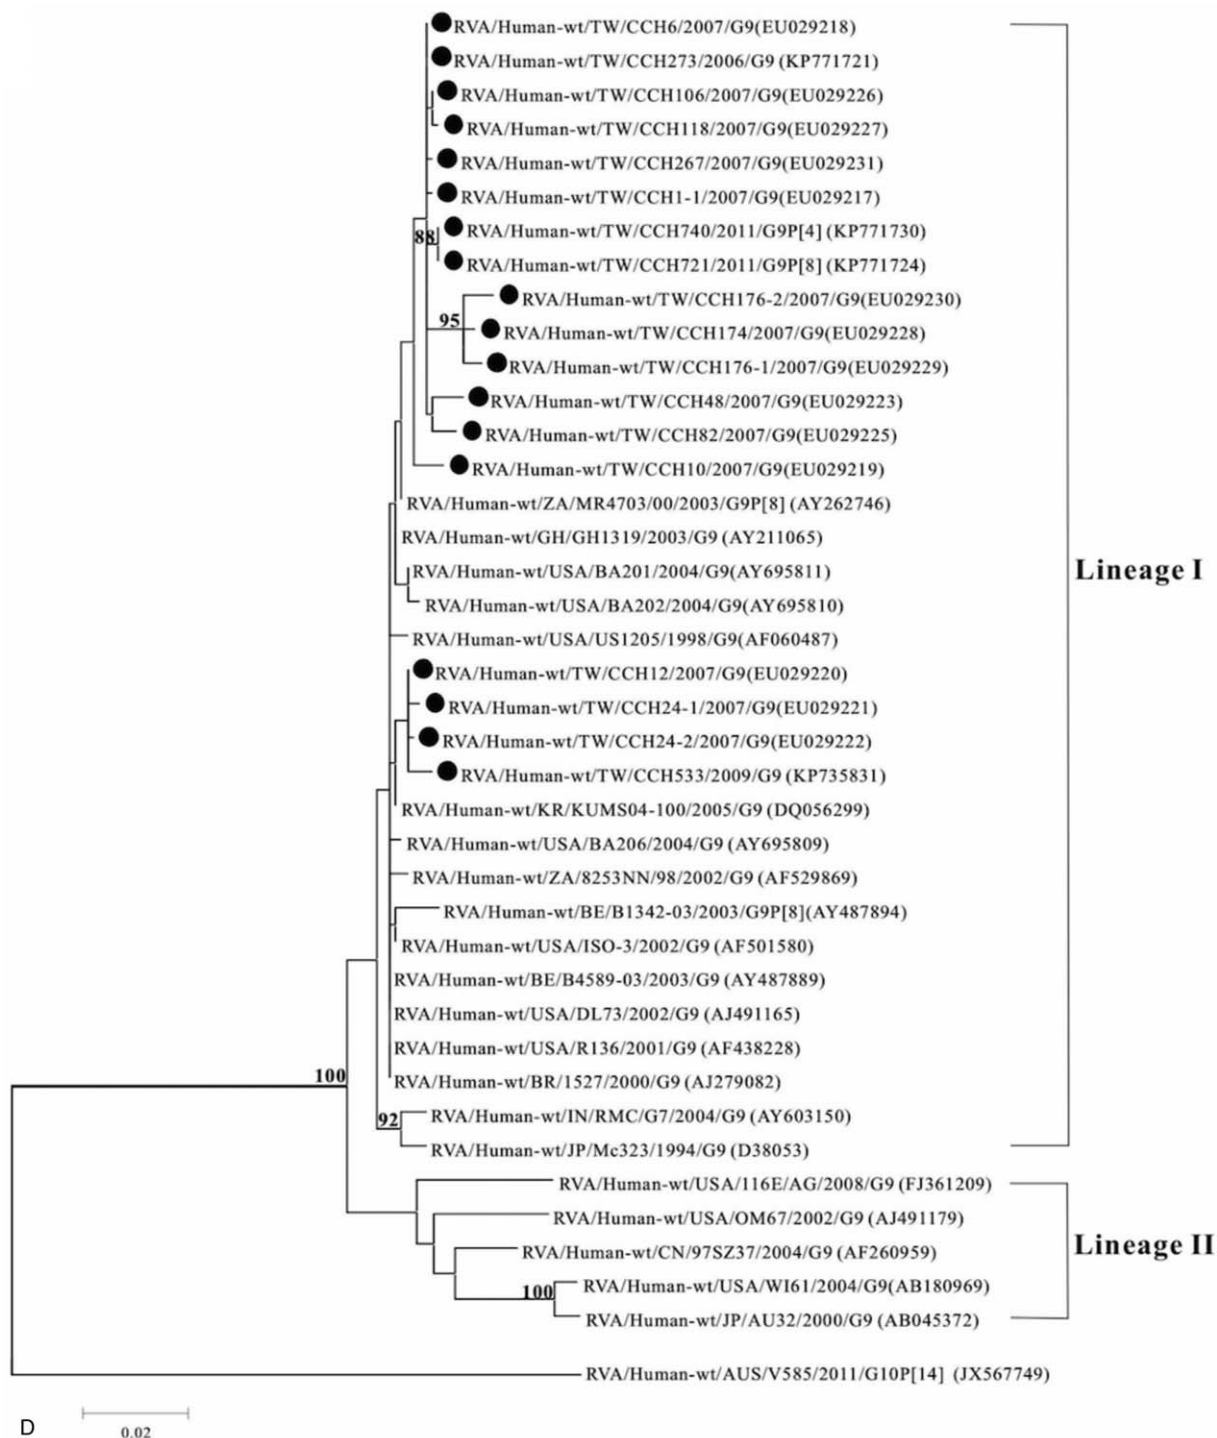 RVA/Human-wt/TW/CCH6/2007/G9(EU029218)
RVA/Human-wt/TW/CCH273/2006/G9 (KP771721)
RVA/Human-wt/TW/CCH106/2007/G9(EU029226)
RVA/Human-wt/TW/CCH118/2007/G9(EU029227)
RVA/Human-wt/TW/CCH267/2007/G9(EU029231)
RVA/Human-wt/TW/CCH1-1/2007/G9(EU029217)
88
RVA/Human-wt/TW/CCH740/2011/G9P[4] (KP771730)
RVA/Human-wt/TW/CCH721/2011/G9P[8] (KP771724)
RVA/Human-wt/TW/CCH176-2/2007/G9(EU029230)
95
RVA/Human-wt/TW/CCH174/2007/G9(EU029228)
RVA/Human-wt/TW/CCH176-1/2007/G9(EU029229)
RVA/Human-wt/TW/CCH48/2007/G9(EU029223)
RVA/Human-wt/TW/CCH82/2007/G9(EU029225)
RVA/Human-wt/TW/CCH10/2007/G9(EU029219)
RVA/Human-wt/ZA/MR4703/00/2003/G9P[8] (AY262746)
RVA/Human-wt/GH/GH1319/2003/G9 (AY211065)
RVA/Human-wt/USA/BA201/2004/G9(AY695811)
Lineage I
RVA/Human-wt/USA/BA202/2004/G9(AY695810)
RVA/Human-wt/USA/US1205/1998/G9(AF060487)
RVA/Human-wt/TW/CCH12/2007/G9(EU029220)
RVA/Human-wt/TW/CCH24-1/2007/G9(EU029221)
RVA/Human-wt/TW/CCH24-2/2007/G9(EU029222)
RVA/Human-wt/TW/CCH533/2009/G9 (KP735831)
RVA/Human-wt/KR/KUMS04-100/2005/G9 (DQ056299)
RVA/Human-wt/USA/BA206/2004/G9 (AY695809)
RVA/Human-wt/ZA/8253NN/98/2002/G9 (AF529869)
RVA/Human-wt/BE/B1342-03/2003/G9P[8](AY487894)
RVA/Human-wt/USA/ISO-3/2002/G9 (AF501580)
RVA/Human-wt/BE/B4589-03/2003/G9 (AY487889)
RVA/Human-wt/USA/DL73/2002/G9 (AJ491165)
RVA/Human-wt/USA/R136/2001/G9 (AF438228)
100
RVA/Human-wt/BR/1527/2000/G9 (AJ279082)
92
RVA/Human-wt/IN/RMC/G7/2004/G9 (AY603150)
RVA/Human-wt/JP/Mc323/1994/G9 (D38053)
RVA/Human-wt/USA/116E/AG/2008/G9 (FJ361209)
RVA/Human-wt/USA/OM67/2002/G9 (AJ491179)
Lineage II
RVA/Human-wt/CN/97SZ37/2004/G9 (AF260959)
100
RVA/Human-wt/USA/WI61/2004/G9(AB180969)
RVA/Human-wt/JP/AU32/2000/G9 (AB045372)
RVA/Human-wt/AUS/V585/2011/G10P[14] (JX567749)
D
0.02